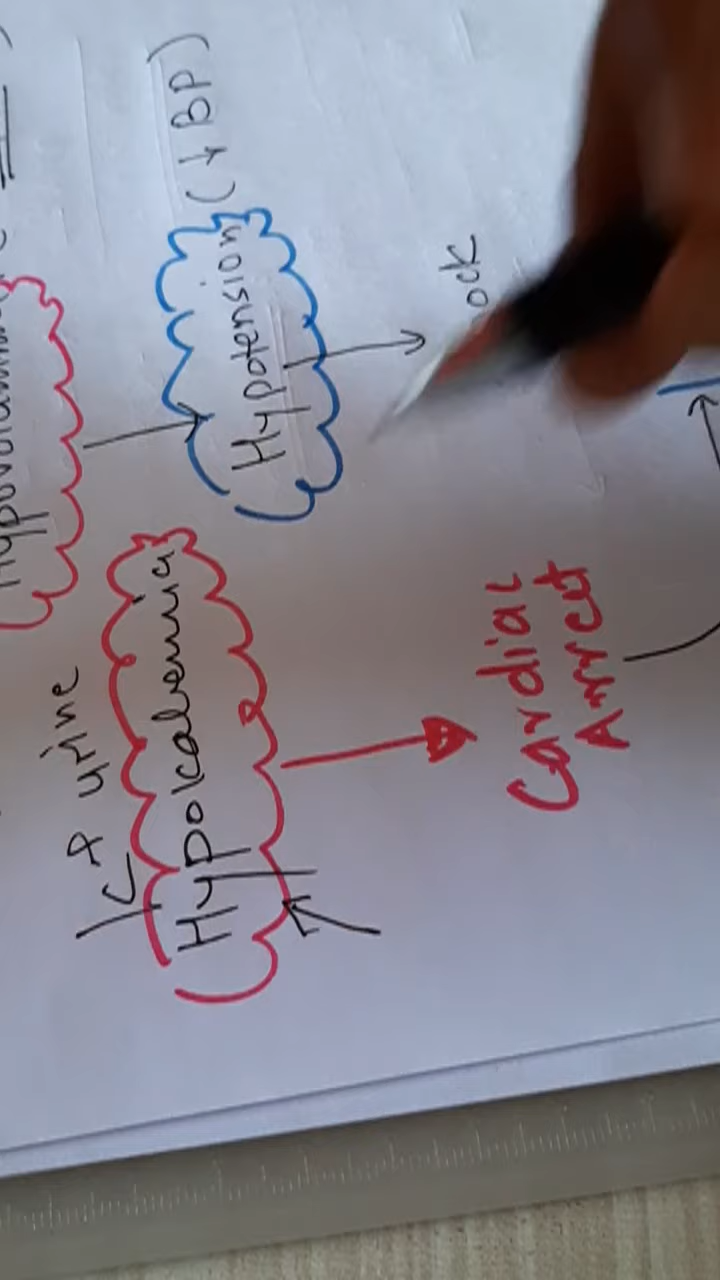 K+ urine
Hypokalemia
Hypotension (↓BP)
ock
Cardiac
Arrest